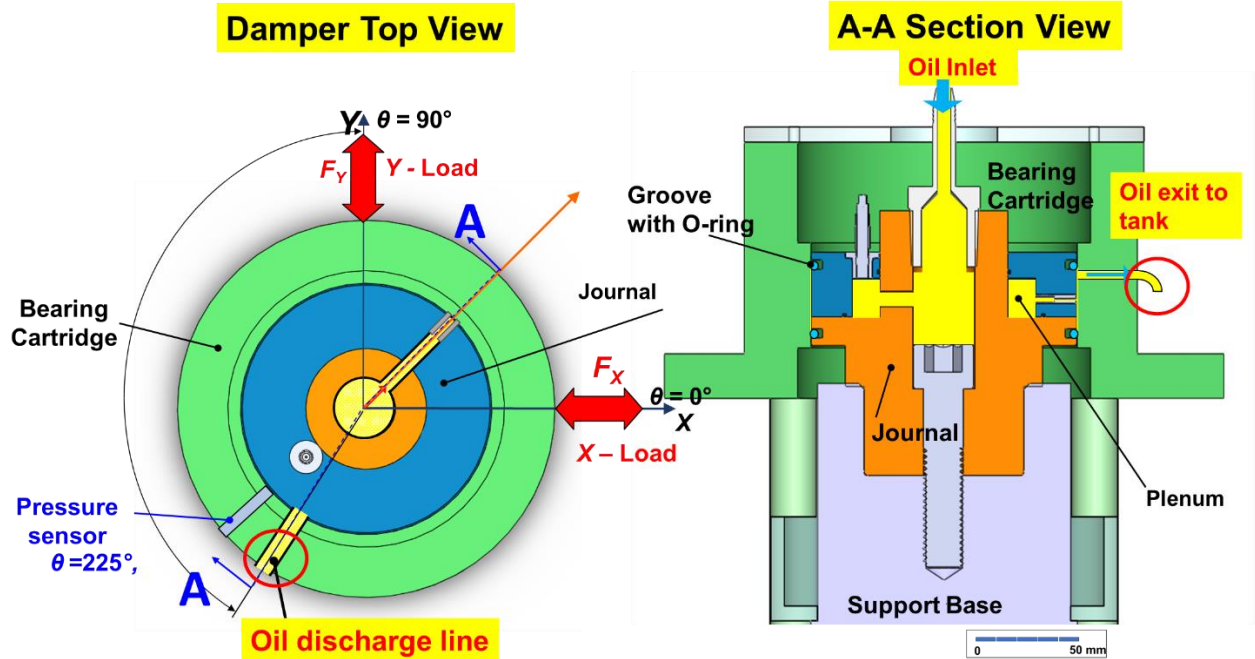 Damper Top View
Y
θ = 90°
F_Y
Y - Load
A
Bearing
Cartridge
Journal
F_X
θ = 0°
X
X – Load
Pressure
sensor
θ =225°,
A
Oil discharge line
A-A Section View
Oil Inlet
Groove
with O-ring
Bearing
Cartridge
Oil exit to
tank
Journal
Plenum
Support Base
0
50 mm